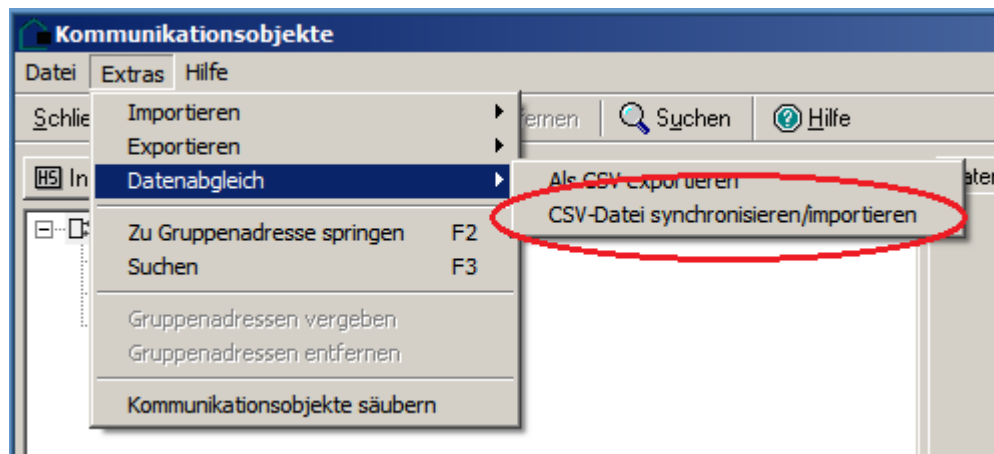 Kommunikationsobjekte
Datei Extras Hilfe
Schlie ernen Suchen Hilfe
HS In
Importieren
Exportieren
Datenabgleich
Als CSV exportieren
CSV-Datei synchronisieren/importieren
Zu Gruppenadresse springen F2
Suchen F3
Gruppenadressen vergeben
Gruppenadressen entfernen
Kommunikationsobjekte säubern